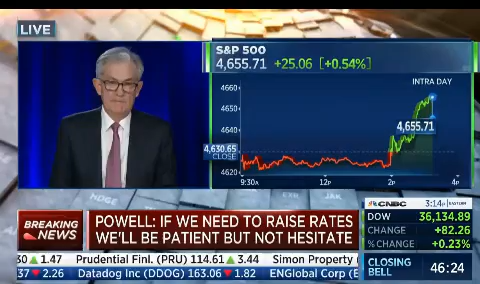 LIVE
S&P 500
4,655.71 +25.06 [+0.54%]
INTRA DAY
4660
4650
4,655.71
4640
4,630.65
CLOSE
4620
9:30A 12P 2P 4P
BREAKING
NEWS
POWELL: IF WE NEED TO RAISE RATES
WE'LL BE PATIENT BUT NOT HESITATE
CNBC 3:14P EASTERN
DOW 36,134.89
CHANGE +82.26
% CHANGE +0.23%
CLOSING
BELL
46:24
30 ▲ 1.47 Prudential Finl. (PRU) 114.61 ▲ 3.44 Simon Property (
37 ▼ 2.26 Datadog Inc (DDOG) 163.06 ▼ 1.82 ENGlobal Corp (E